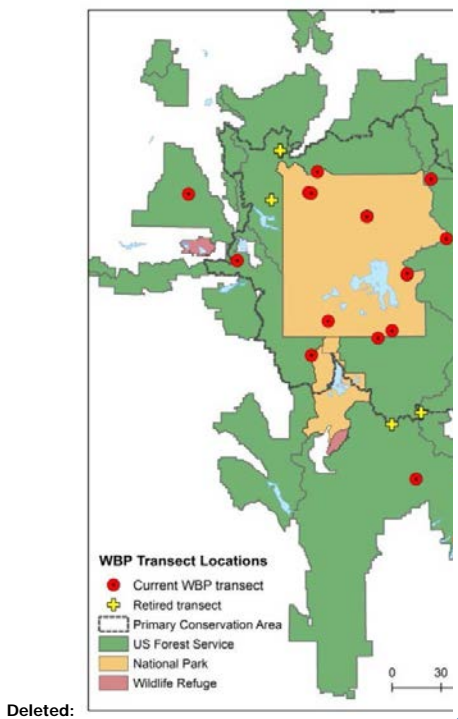 WBP Transect Locations
Current WBP transect
Retired transect
Primary Conservation Area
US Forest Service
National Park
Wildlife Refuge
0 30
Deleted: